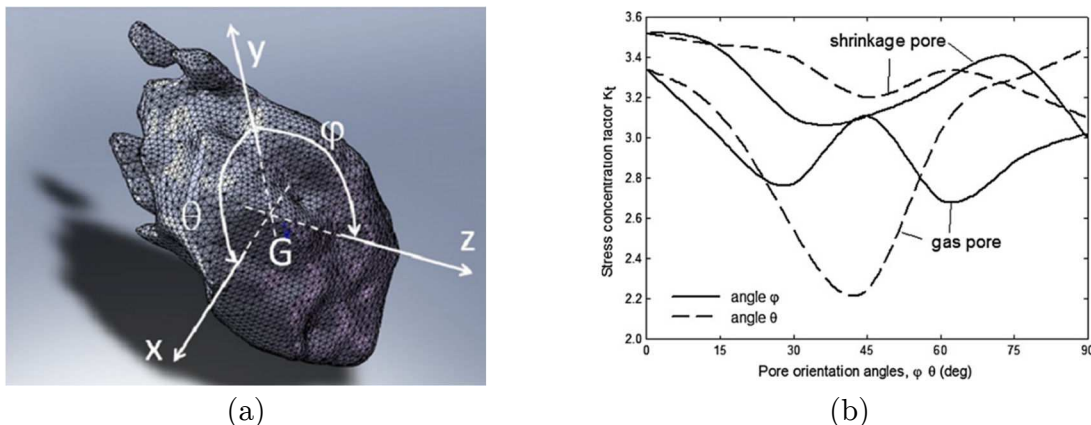 y
φ
θ
G
z
x
(a)
3.6
3.4
3.2
3.0
2.8
2.6
2.4
2.2
2.0
Stress concentration factor Kt
shrinkage pore
gas pore
angle φ
angle θ
0
15
30
45
60
75
90
Pore orientation angles, φ θ (deg)
(b)